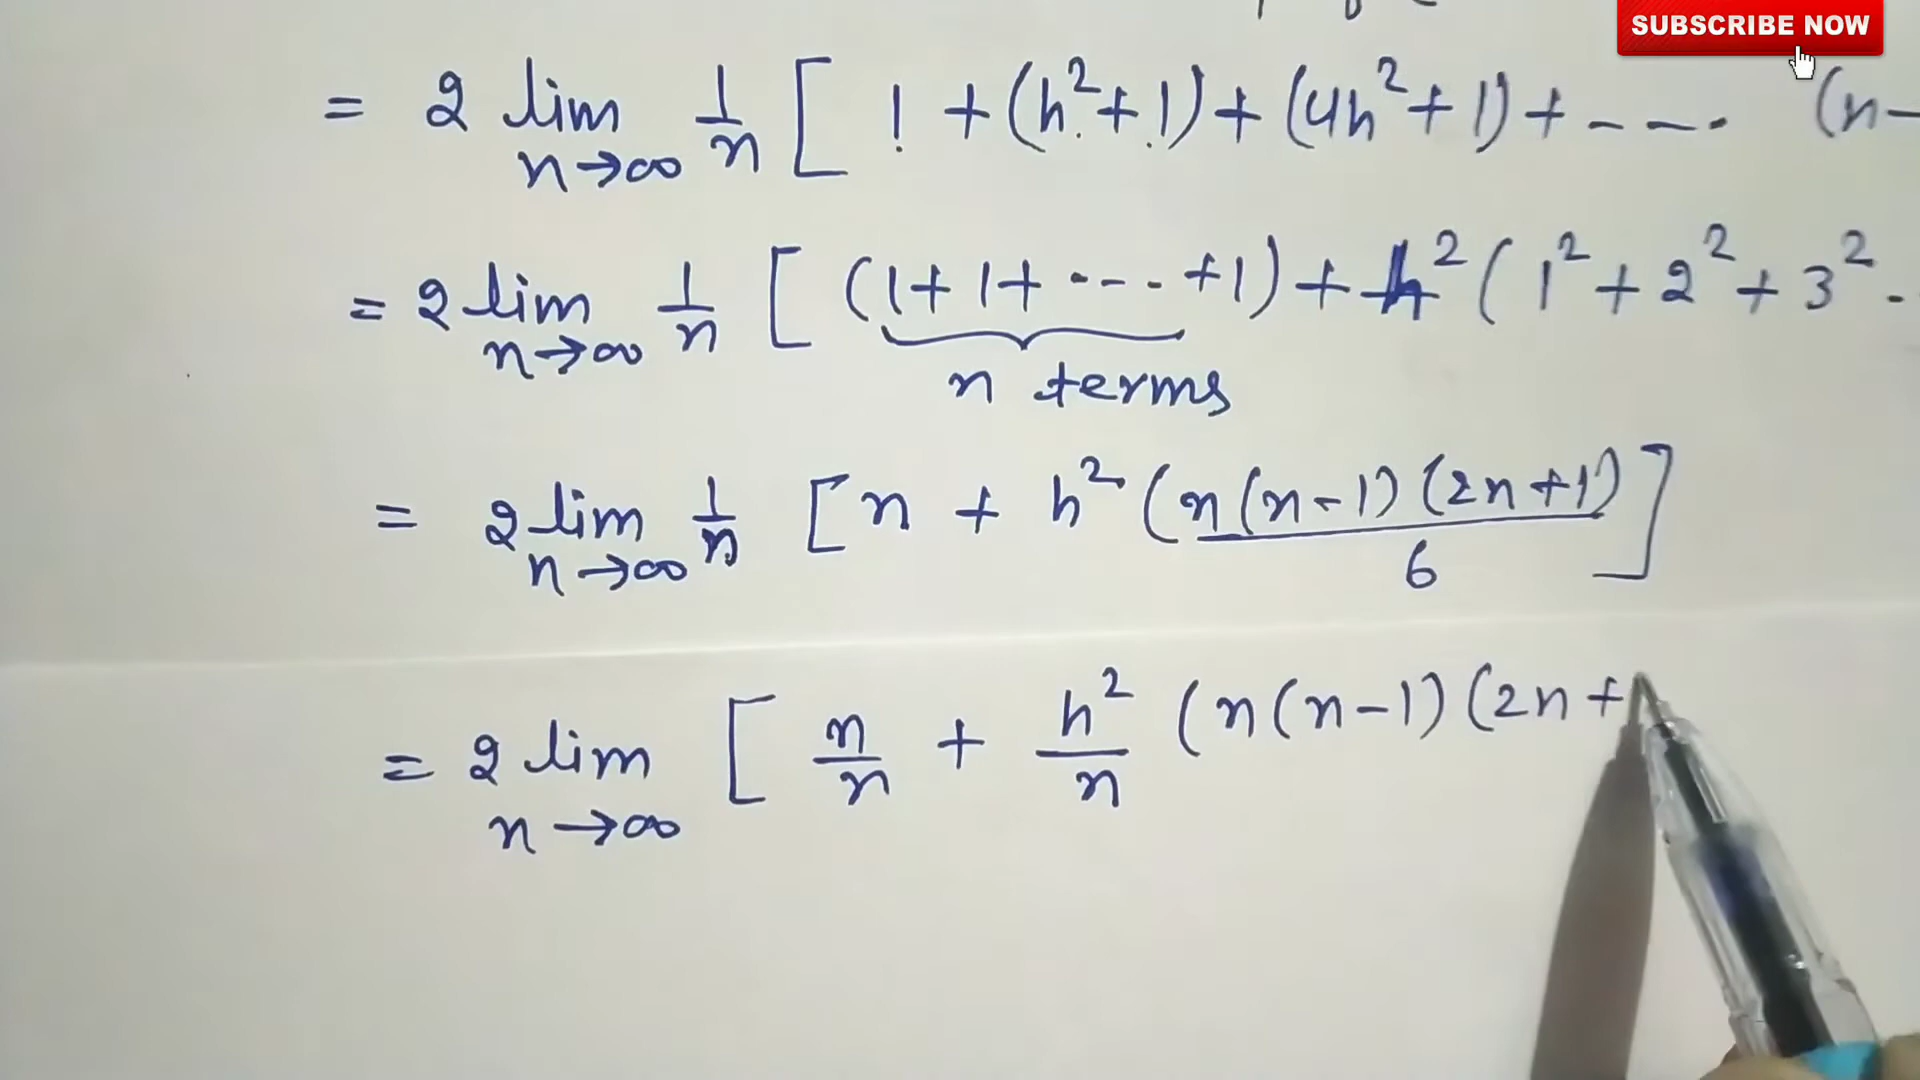 SUBSCRIBE NOW
= 2 lim n→∞ 1/n [ 1 + (h² + 1) + (4h² + 1) + - - - (n-
= 2 lim n→∞ 1/n [ (1 + 1 + ---- + 1) + h² ( 1² + 2² + 3² -
n terms
= 2 lim n→∞ 1/n [ n + h² ( n(n-1)(2n+1) / 6 ]
= 2 lim n→∞ [ n/n + h²/n ( n(n-1)(2n+